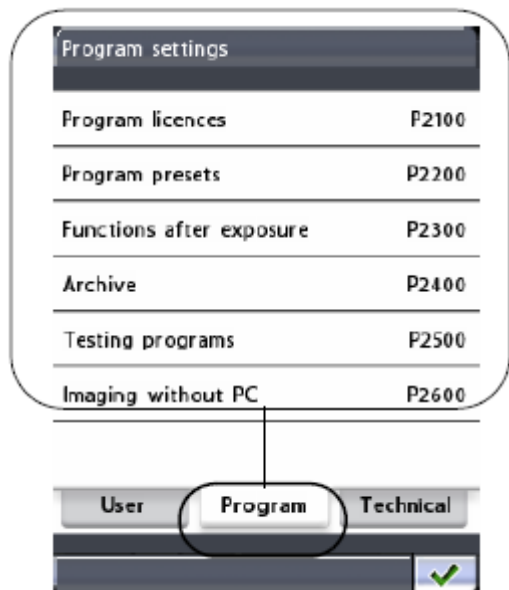 Program settings
Program licences P2100
Program presets P2200
Functions after exposure P2300
Archive P2400
Testing programs P2500
Imaging without PC P2600
User Program Technical